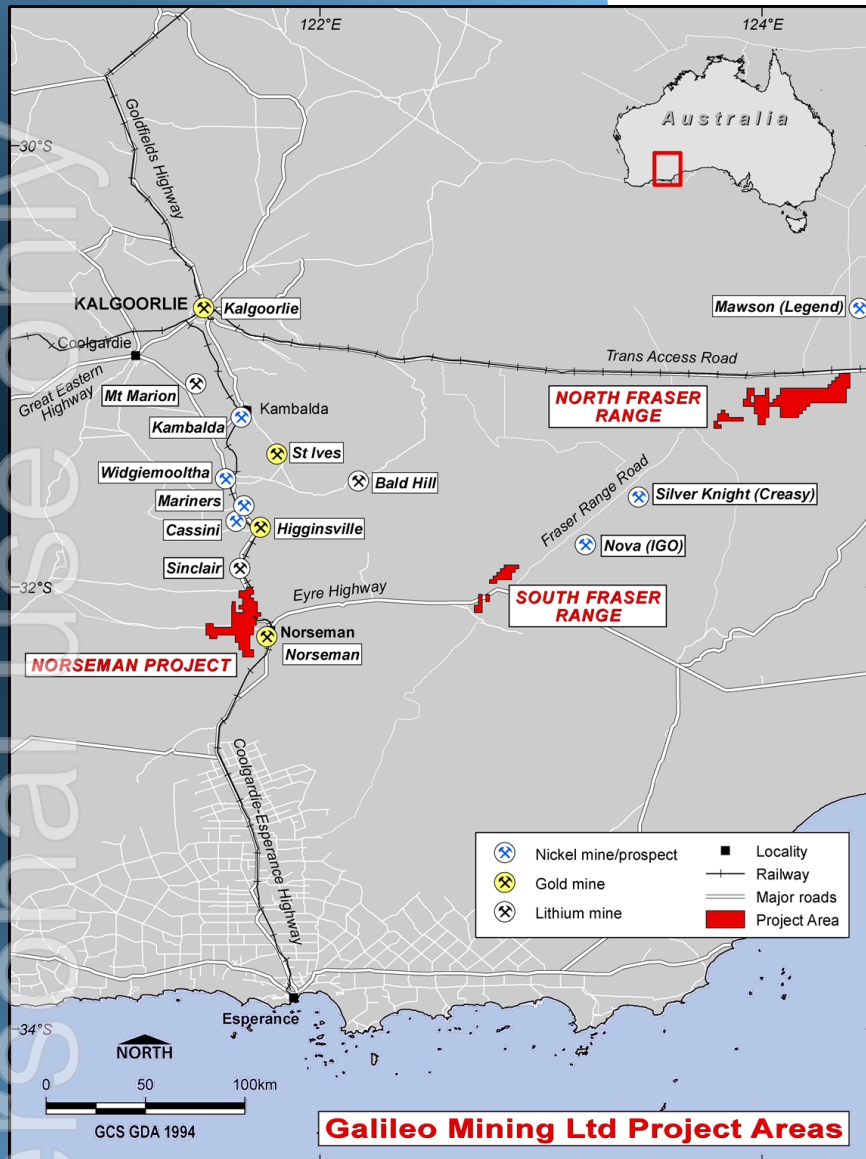 122°E
124°E
Australia
30°S
Goldfields Highway
KALGOORLIE
Kalgoorlie
Mawson (Legend)
Coolgardie
Trans Access Road
Great Eastern
Highway
Mt Marion
NORTH FRASER
RANGE
Kambalda
Kambalda
St Ives
Widgiemooltha
Bald Hill
Fraser Range Road
Silver Knight (Creasy)
Mariners
Cassini
Higginsville
Nova (IGO)
Sinclair
32°S
Eyre Highway
SOUTH FRASER
RANGE
Norseman
Norseman
NORSEMAN PROJECT
Coolgardie-Esperance Highway
Nickel mine/prospect
Gold mine
Lithium mine
Locality
Railway
Major roads
Project Area
Esperance
34°S
NORTH
0 50 100km
GCS GDA 1994
Galileo Mining Ltd Project Areas
ersonal use only